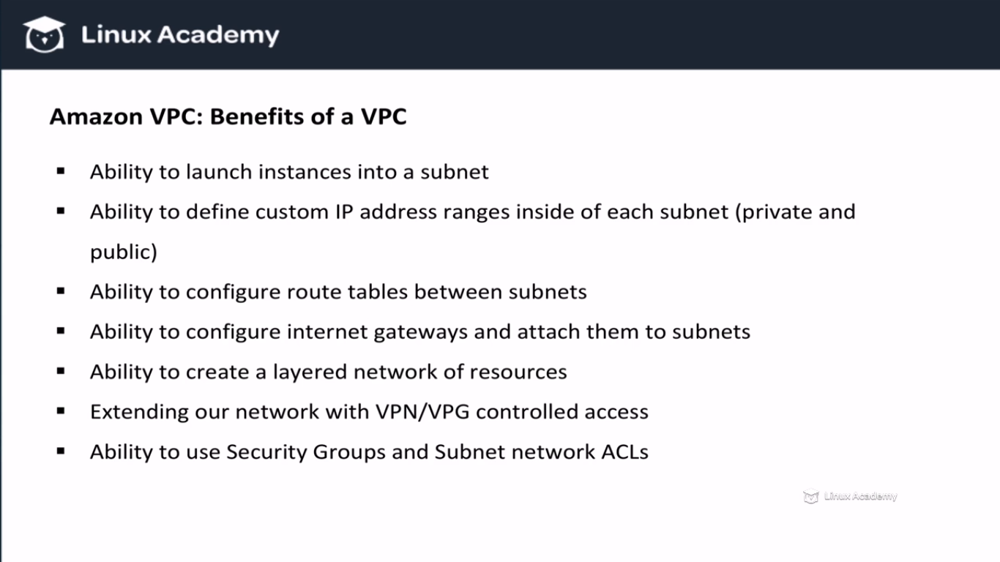 Linux Academy
Amazon VPC: Benefits of a VPC
▪ Ability to launch instances into a subnet
▪ Ability to define custom IP address ranges inside of each subnet (private and
public)
▪ Ability to configure route tables between subnets
▪ Ability to configure internet gateways and attach them to subnets
▪ Ability to create a layered network of resources
▪ Extending our network with VPN/VPG controlled access
▪ Ability to use Security Groups and Subnet network ACLs
Linux Academy